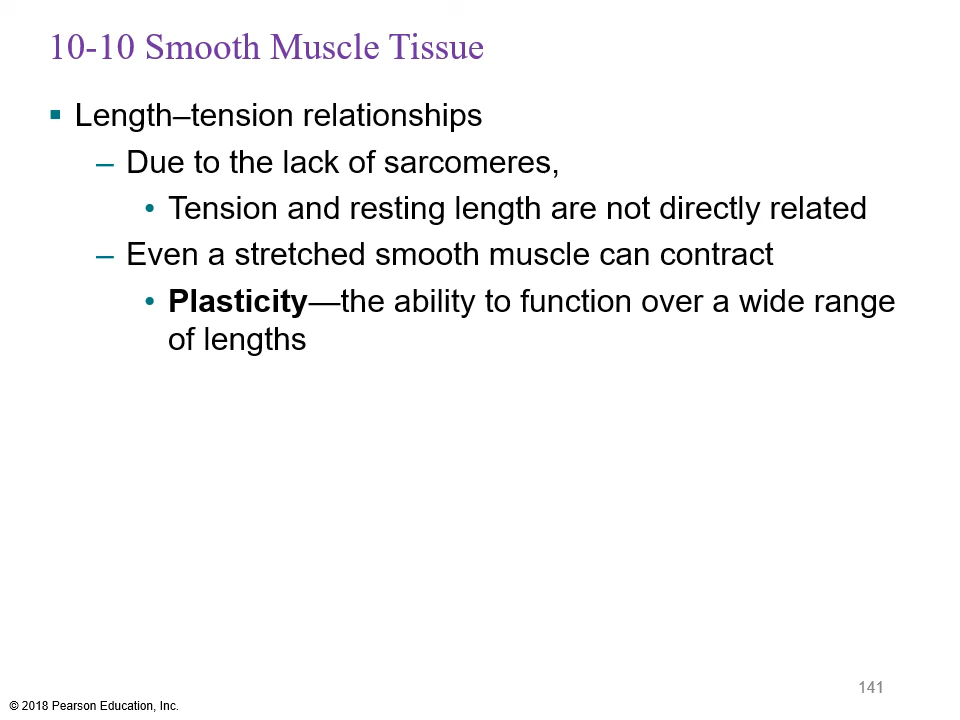 10-10 Smooth Muscle Tissue
▪ Length–tension relationships
– Due to the lack of sarcomeres,
• Tension and resting length are not directly related
– Even a stretched smooth muscle can contract
• Plasticity—the ability to function over a wide range
of lengths
141
© 2018 Pearson Education, Inc.